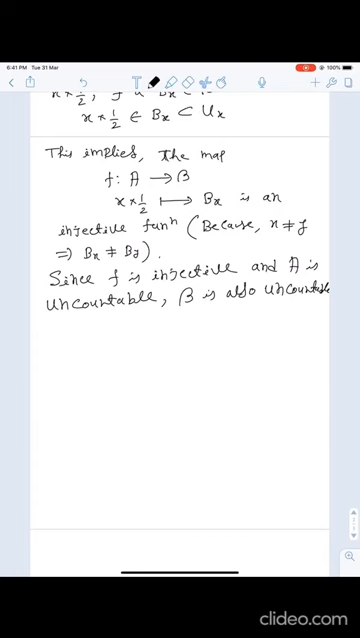 6:41 PM Tue 31 Mar
x × 1/2 ∈ Bx ⊂ Ux
This implies, The map
f: A → β
x × 1/2 ⟼ Bx is an
injective funⁿ (Because, x ≠ y
⇒ Bx ≠ By).
Since f is injective and A is
uncountable, β is also uncountable
clideo.com